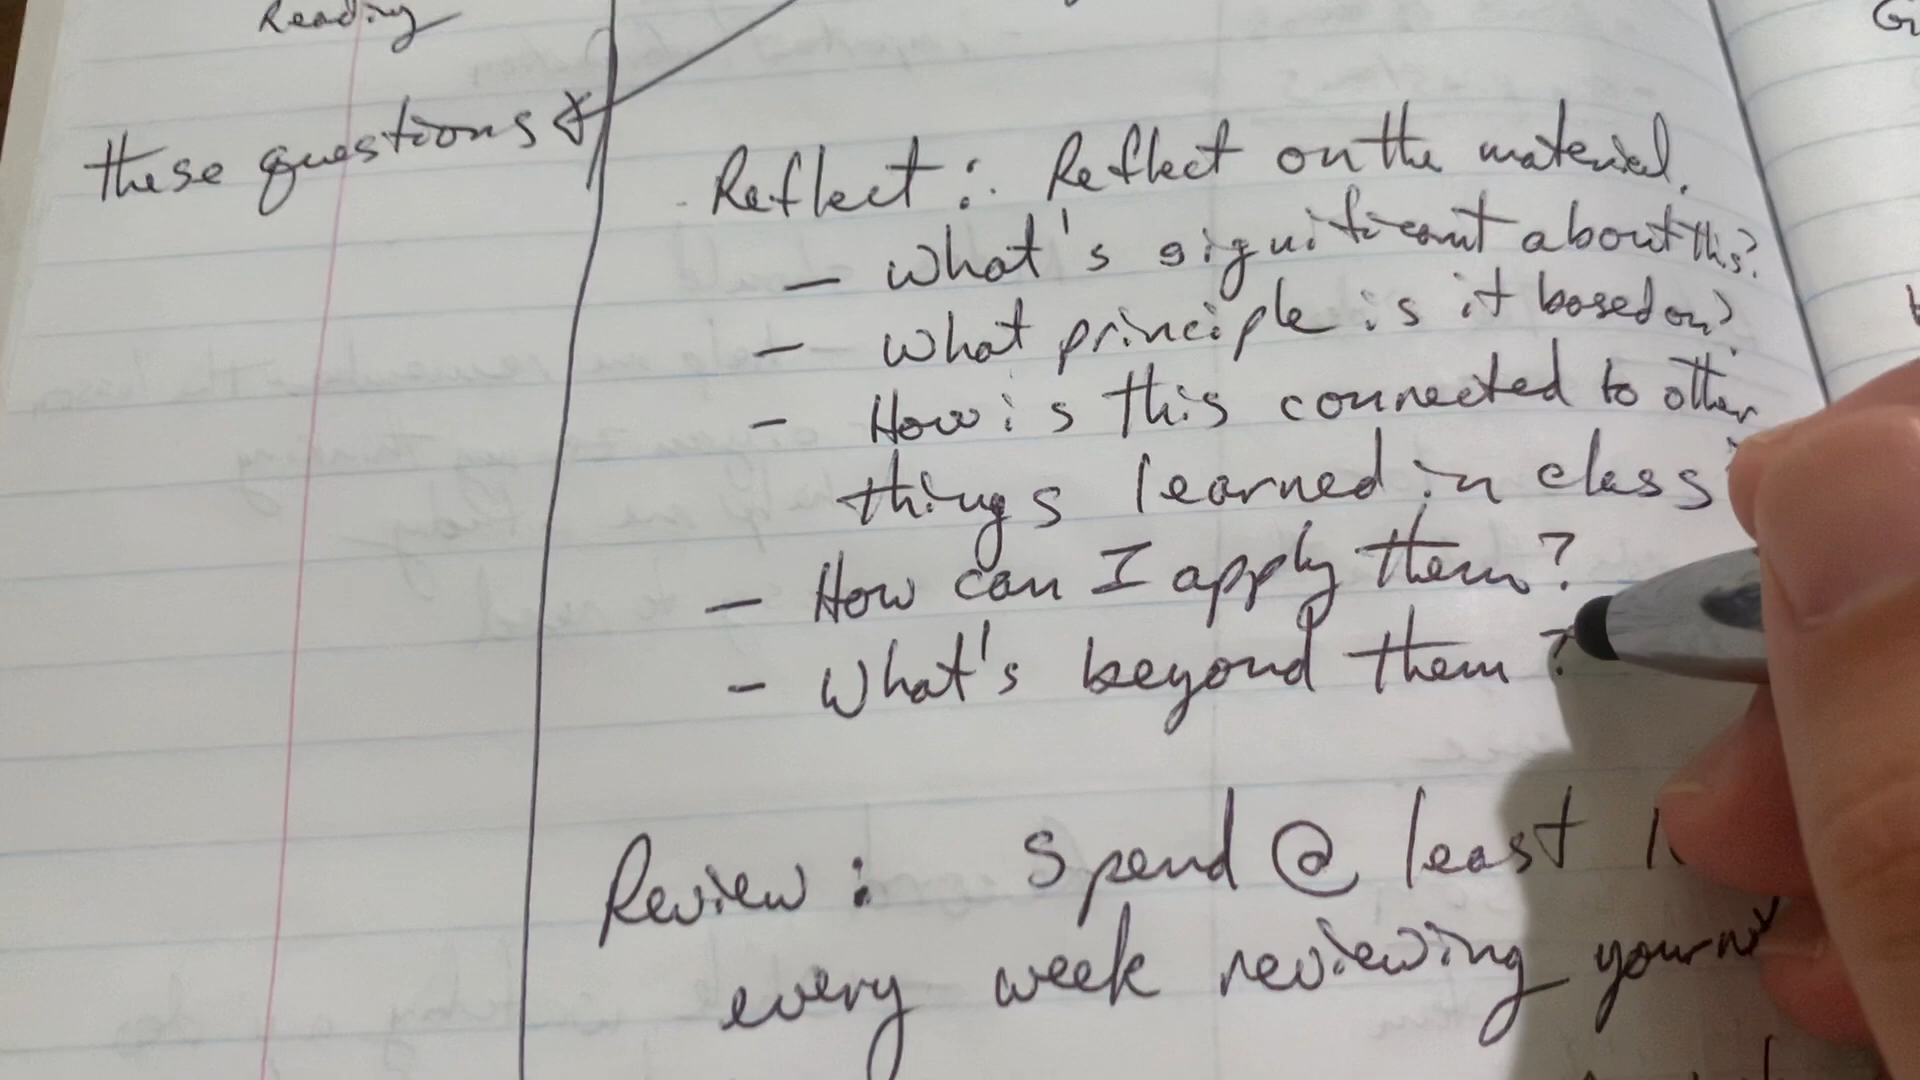 Reading
these questions
Reflect: Reflect on the material.
- What's significant about this?
- What principle is it based on?
- How is this connected to other
things learned in class?
- How can I apply them?
- What's beyond them?
Review: Spend @ least
every week reviewing your